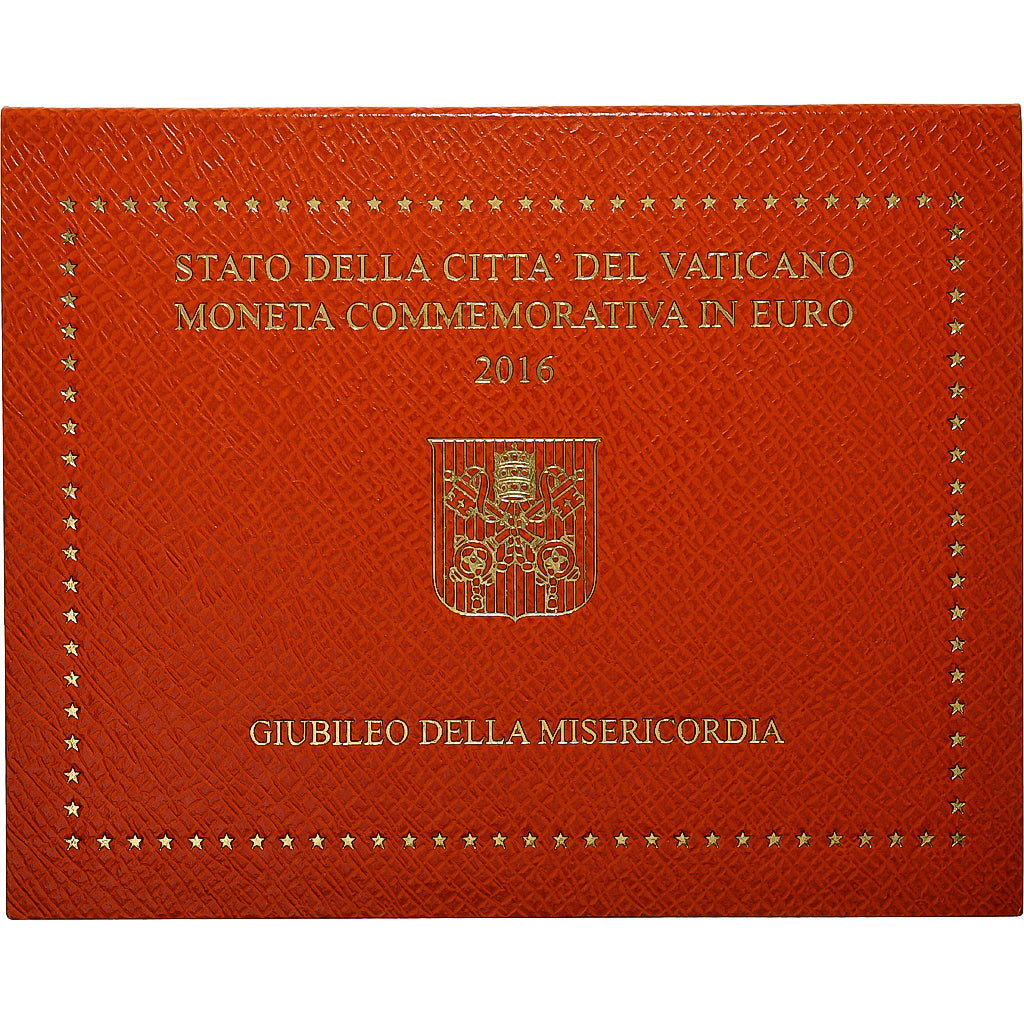 STATO DELLA CITTA' DEL VATICANO
MONETA COMMEMORATIVA IN EURO
2016
GIUBILEO DELLA MISERICORDIA